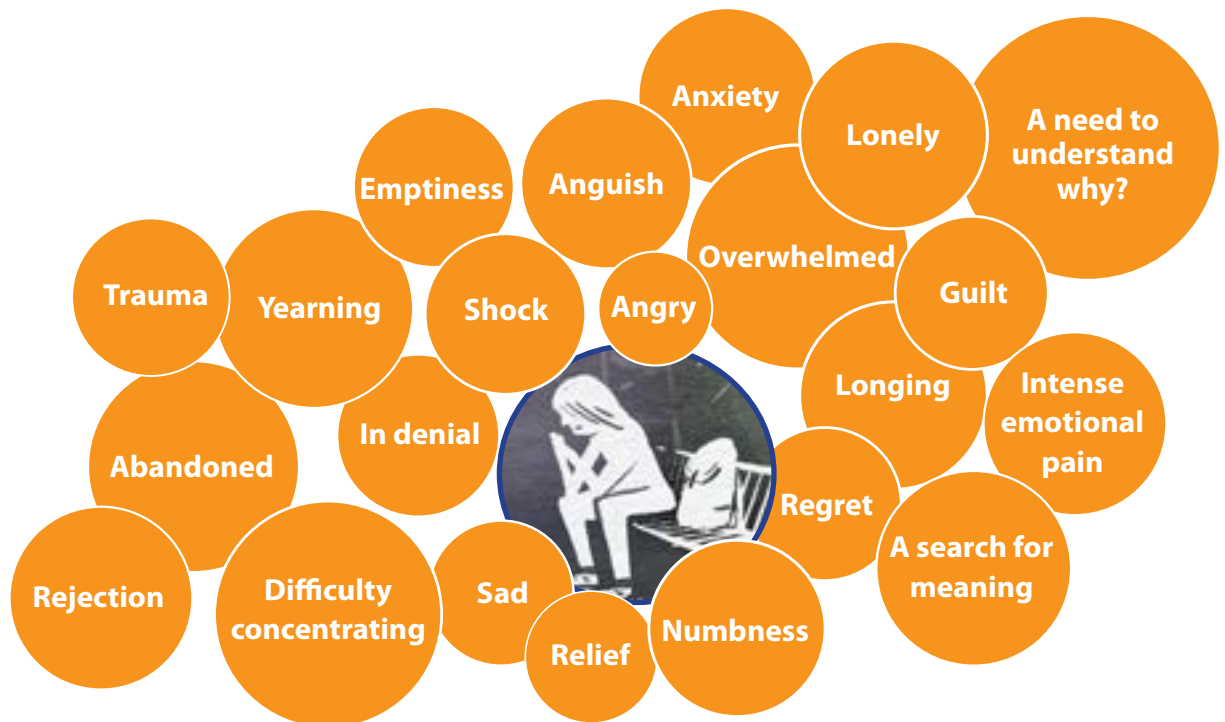 Anxiety
Lonely
A need to
understand
why?
Emptiness
Anguish
Overwhelmed
Trauma
Yearning
Shock
Angry
Guilt
Longing
Intense
emotional
pain
In denial
Abandoned
Regret
A search for
meaning
Rejection
Difficulty
concentrating
Sad
Relief
Numbness